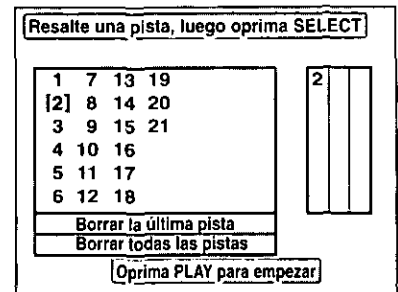 Resalte una pista, luego oprima SELECT
1 7 13 19
[2] 8 14 20
3 9 15 21
4 10 16
5 11 17
6 12 18
2
Borrar la última pista
Borrar todas las pistas
Oprima PLAY para empezar